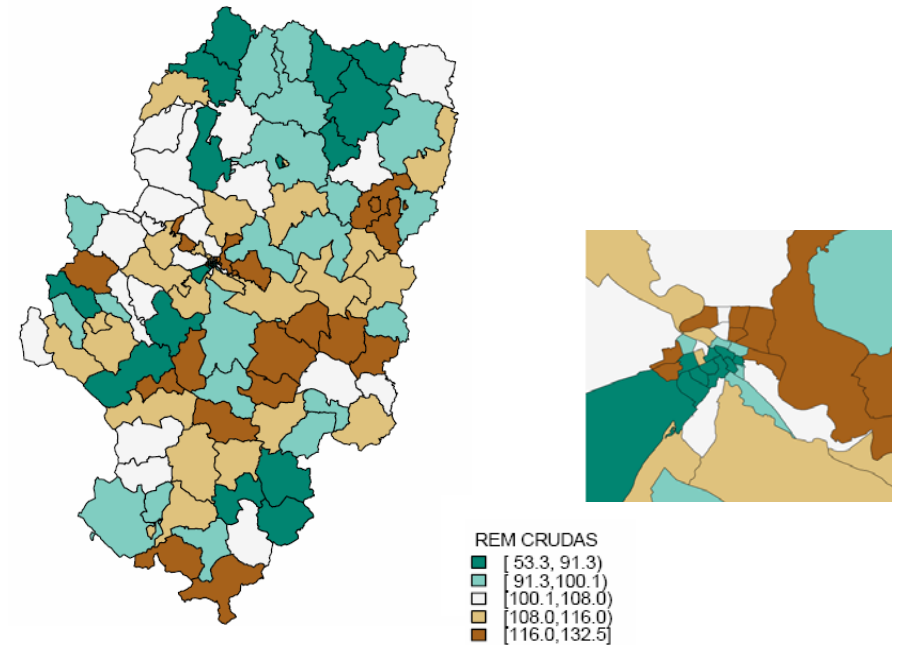 REM CRUDAS
[ 53.3, 91.3)
[ 91.3,100.1)
[100.1,108.0)
[108.0,116.0)
[116.0,132.5]